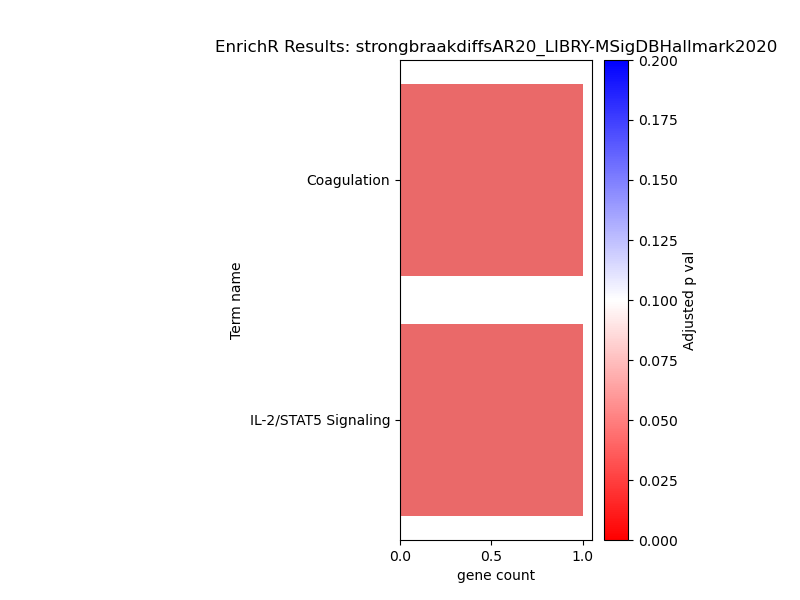 EnrichR Results: strongbraakdiffsAR20_LIBRY-MSigDBHallmark2020
Term name
Coagulation
IL-2/STAT5 Signaling
0.0
0.5
1.0
gene count
0.200
0.175
0.150
0.125
0.100
0.075
0.050
0.025
0.000
Adjusted p val